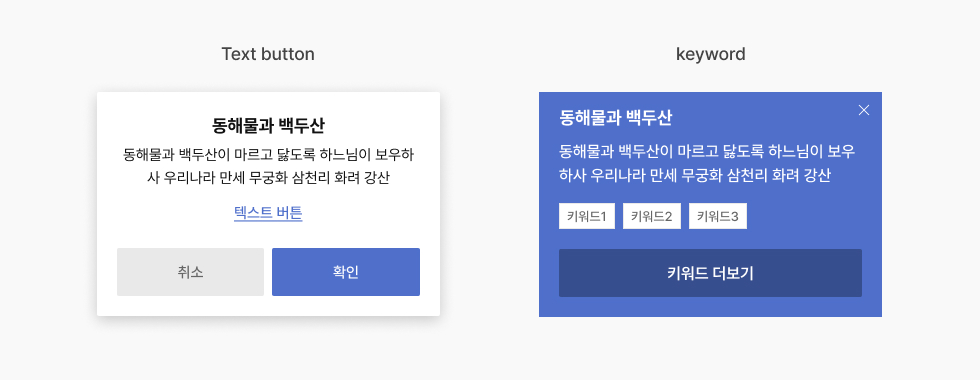 Text button
동해물과 백두산
동해물과 백두산이 마르고 닳도록 하느님이 보우하
사 우리나라 만세 무궁화 삼천리 화려 강산
텍스트 버튼
취소
확인
keyword
동해물과 백두산
동해물과 백두산이 마르고 닳도록 하느님이 보우
하사 우리나라 만세 무궁화 삼천리 화려 강산
키워드1
키워드2
키워드3
키워드 더보기